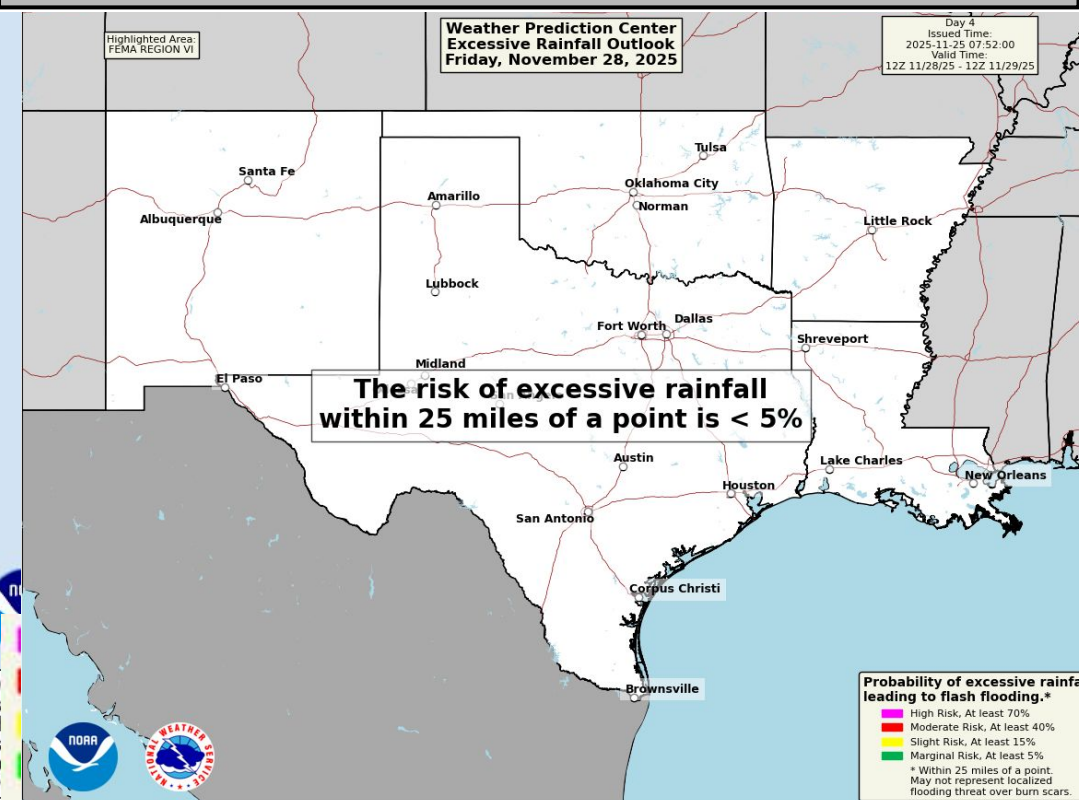 Highlighted Area:
FEMA REGION VI
Weather Prediction Center
Excessive Rainfall Outlook
Friday, November 28, 2025
Day 4
Issued Time:
2025-11-25 07:52:00
Valid Time:
12Z 11/28/25 - 12Z 11/29/25
Tulsa
Santa Fe
Oklahoma City
Amarillo
Norman
Albuquerque
Little Rock
Lubbock
Dallas
Fort Worth
Shreveport
Midland
El Paso
The risk of excessive rainfall
within 25 miles of a point is < 5%
Austin
Lake Charles
New Orleans
Houston
San Antonio
Corpus Christi
Brownsville
Probability of excessive rainfa
leading to flash flooding.*
High Risk, At least 70%
Moderate Risk, At least 40%
Slight Risk, At least 15%
Marginal Risk, At least 5%
* Within 25 miles of a point.
May not represent localized
flooding threat over burn scars.
NOAA
NATIONAL WEATHER SERVICE